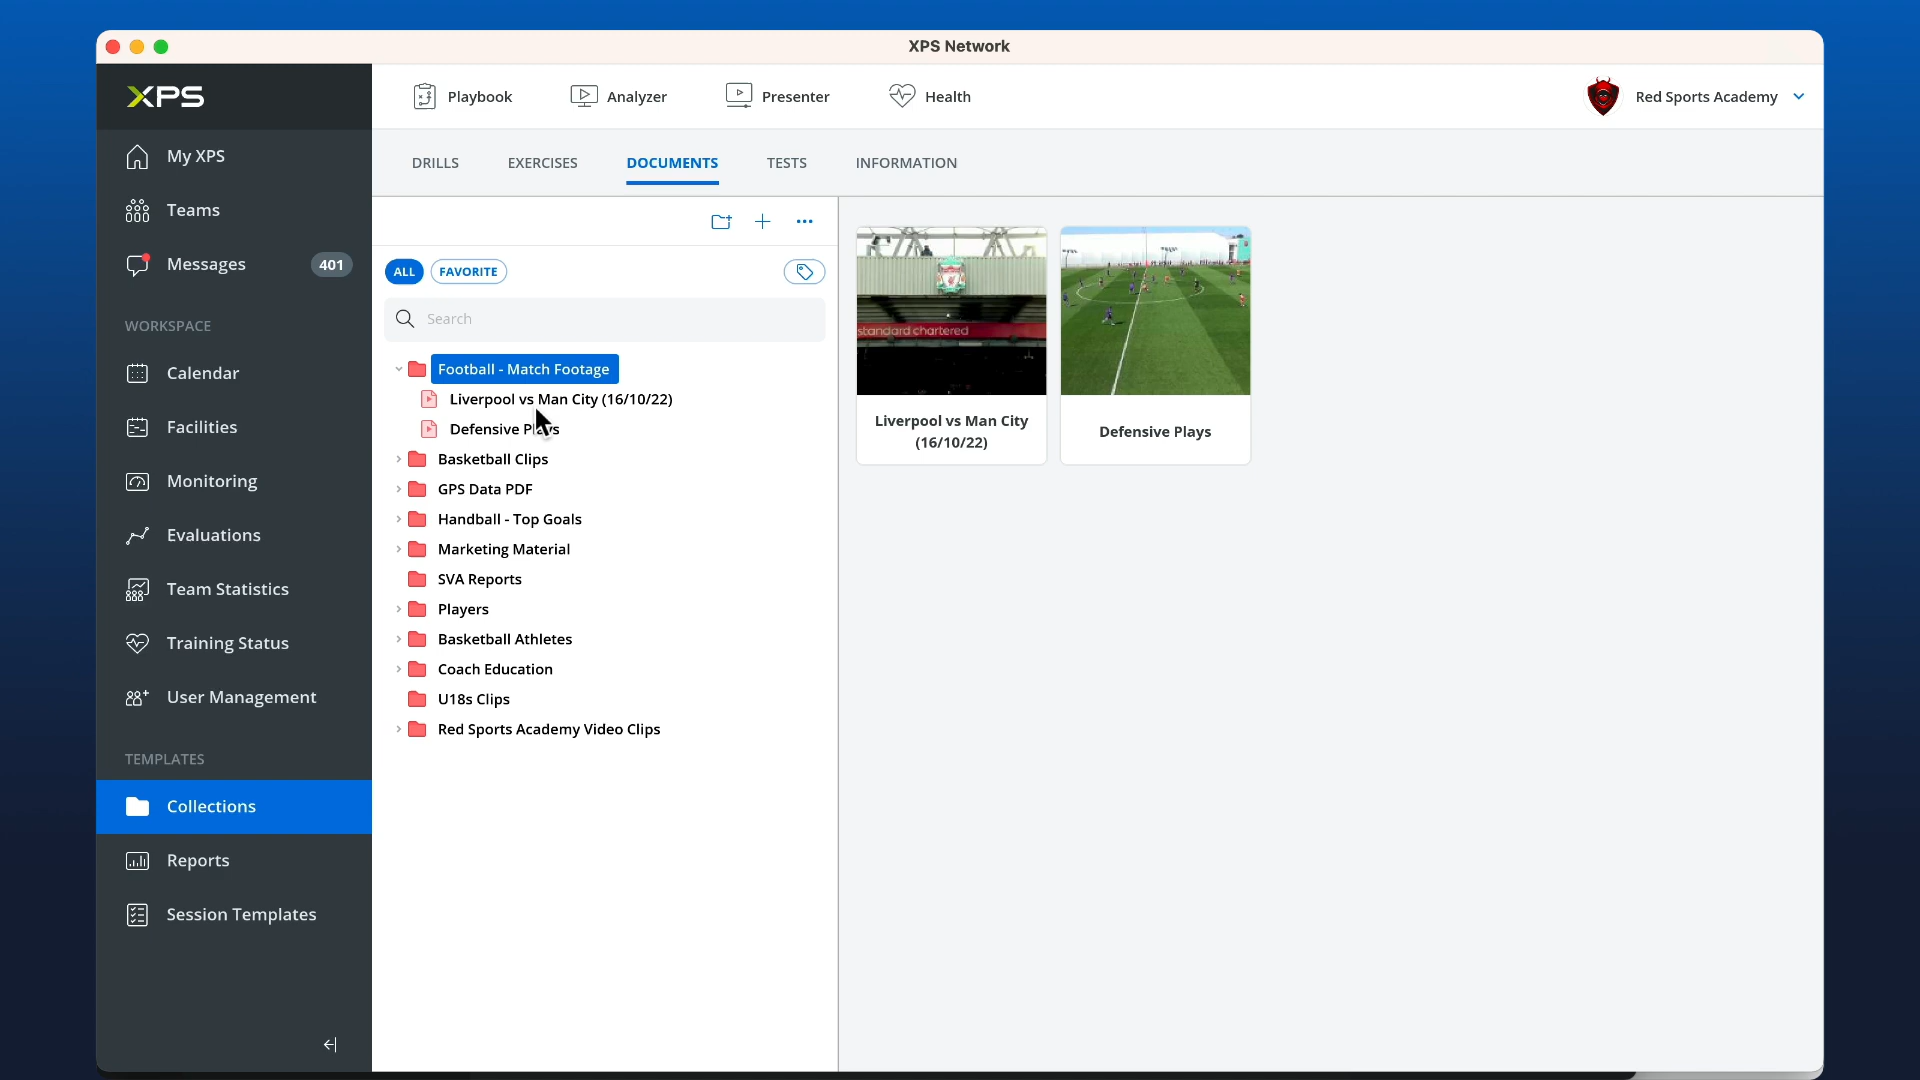 XPS Network
XPS
Playbook
Analyzer
Presenter
Health
Red Sports Academy
My XPS
Teams
Messages
401
WORKSPACE
Calendar
Facilities
Monitoring
Evaluations
Team Statistics
Training Status
User Management
TEMPLATES
Collections
Reports
Session Templates
DRILLS
EXERCISES
DOCUMENTS
TESTS
INFORMATION
ALL
FAVORITE
Search
Football - Match Footage
Liverpool vs Man City (16/10/22)
Defensive Plays
Basketball Clips
GPS Data PDF
Handball - Top Goals
Marketing Material
SVA Reports
Players
Basketball Athletes
Coach Education
U18s Clips
Red Sports Academy Video Clips
standard chartered
Liverpool vs Man City
(16/10/22)
Defensive Plays